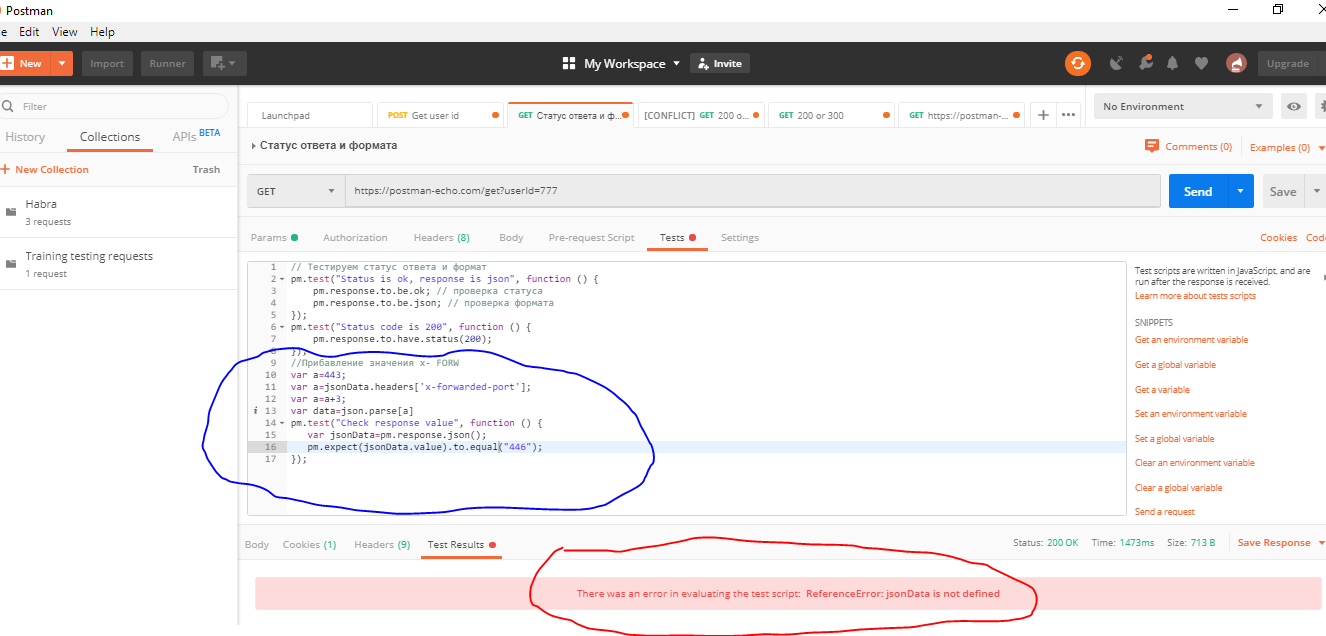 Postman
e Edit View Help
New Import Runner My Workspace Invite Upgrade
Filter
History Collections APIs BETA
New Collection Trash
Habra
3 requests
Training testing requests
1 request
Launchpad POST Get user id GET Статус ответа и ф... [CONFLICT] GET 200 o... GET 200 or 300 GET https://postman-... + ••• No Environment
Статус ответа и формата Comments (0) Examples (0)
GET https://postman-echo.com/get?userId=777 Send Save
Params Authorization Headers (8) Body Pre-request Script Tests Settings Cookies Cod
1 // Тестируем статус ответа и формат
2 pm.test("Status is ok, response is json", function () {
3 pm.response.to.be.ok; // проверка статуса
4 pm.response.to.be.json; // проверка формата
5 });
6 pm.test("Status code is 200", function () {
7 pm.response.to.have.status(200);
8 });
9 //Прибавление значения x- FORW
10 var a=443;
11 var a=jsonData.headers['x-forwarded-port'];
12 var a=a+3;
i 13 var data=json.parse[a]
14 pm.test("Check response value", function () {
15 var jsonData=pm.response.json();
16 pm.expect(jsonData.value).to.equal("446");
17 });
Test scripts are written in JavaScript, and are
run after the response is received.
Learn more about tests scripts
SNIPPETS
Get an environment variable
Get a global variable
Get a variable
Set an environment variable
Set a global variable
Clear an environment variable
Clear a global variable
Send a request
Body Cookies (1) Headers (9) Test Results Status: 200 OK Time: 1473ms Size: 713 B Save Response
There was an error in evaluating the test script: ReferenceError: jsonData is not defined